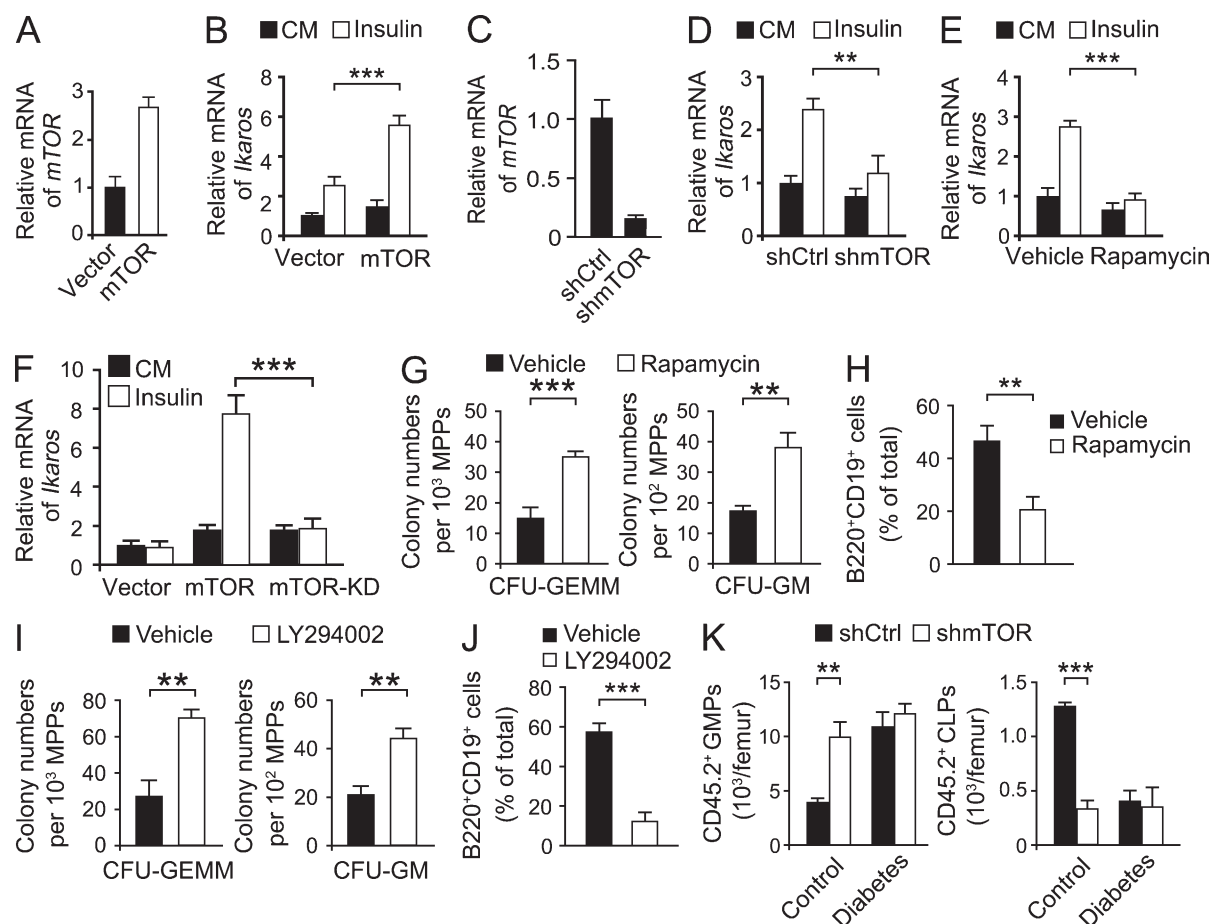 A
Relative mRNA
of mTOR
3
2
1
0
Vector
mTOR
B
CM Insulin
Relative mRNA
of Ikaros
8
6
4
2
0
***
Vector mTOR
C
Relative mRNA
of mTOR
1.5
1.0
0.5
0
shCtrl
shmTOR
D
CM Insulin
Relative mRNA
of Ikaros
3
2
1
0
**
shCtrl shmTOR
E
CM Insulin
Relative mRNA
of Ikaros
4
3
2
1
0
***
Vehicle Rapamycin
F
CM
Insulin
Relative mRNA
of Ikaros
10
8
6
4
2
0
***
Vector mTOR mTOR-KD
G
Vehicle Rapamycin
Colony numbers
per 10³ MPPs
50
40
30
20
10
0
***
CFU-GEMM
Colony numbers
per 10² MPPs
50
40
30
20
10
0
**
CFU-GM
H
B220⁺CD19⁺ cells
(% of total)
60
40
20
0
**
Vehicle
Rapamycin
I
Vehicle LY294002
Colony numbers
per 10³ MPPs
80
60
40
20
0
**
CFU-GEMM
Colony numbers
per 10² MPPs
60
40
20
0
**
CFU-GM
J
Vehicle
LY294002
B220⁺CD19⁺ cells
(% of total)
80
60
40
20
0
***
K
shCtrl shmTOR
CD45.2⁺ GMPs
(10³/femur)
15
10
5
0
**
Control
Diabetes
CD45.2⁺ CLPs
(10³/femur)
1.5
1.0
0.5
0
***
Control
Diabetes